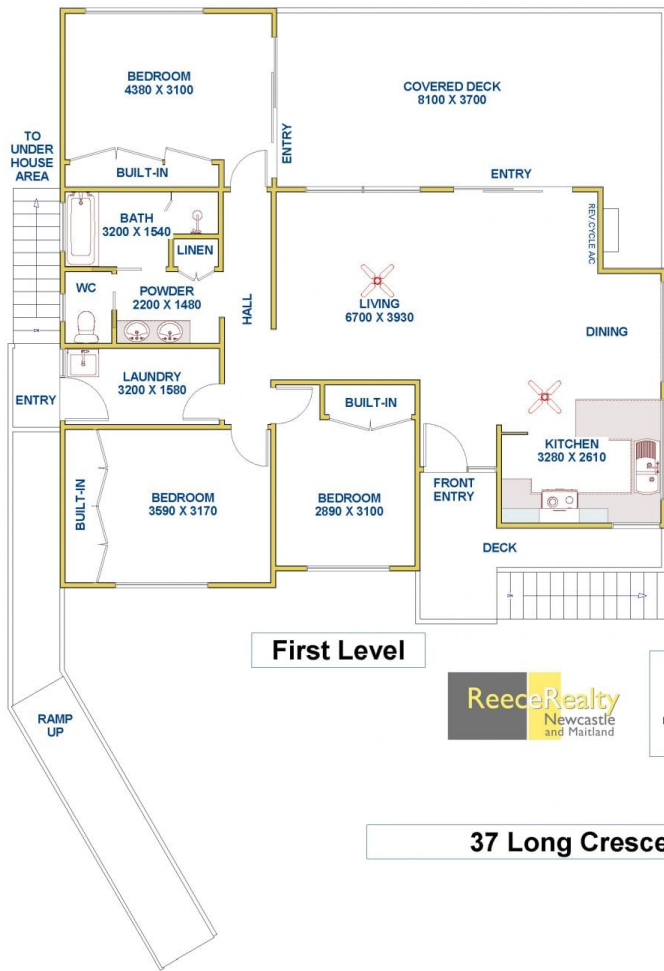 BEDROOM
4380 X 3100
COVERED DECK
8100 X 3700
TO
UNDER
HOUSE
AREA
ENTRY
BUILT-IN
ENTRY
BATH
3200 X 1540
REV.CYCLE A/C
LINEN
WC
POWDER
2200 X 1480
HALL
LIVING
6700 X 3930
DINING
DN
LAUNDRY
3200 X 1580
ENTRY
BUILT-IN
KITCHEN
3280 X 2610
BUILT-IN
BEDROOM
3590 X 3170
BEDROOM
2890 X 3100
FRONT
ENTRY
DECK
DN
First Level
ReeceRealty
Newcastle
and Maitland
RAMP
UP
37 Long Cresce